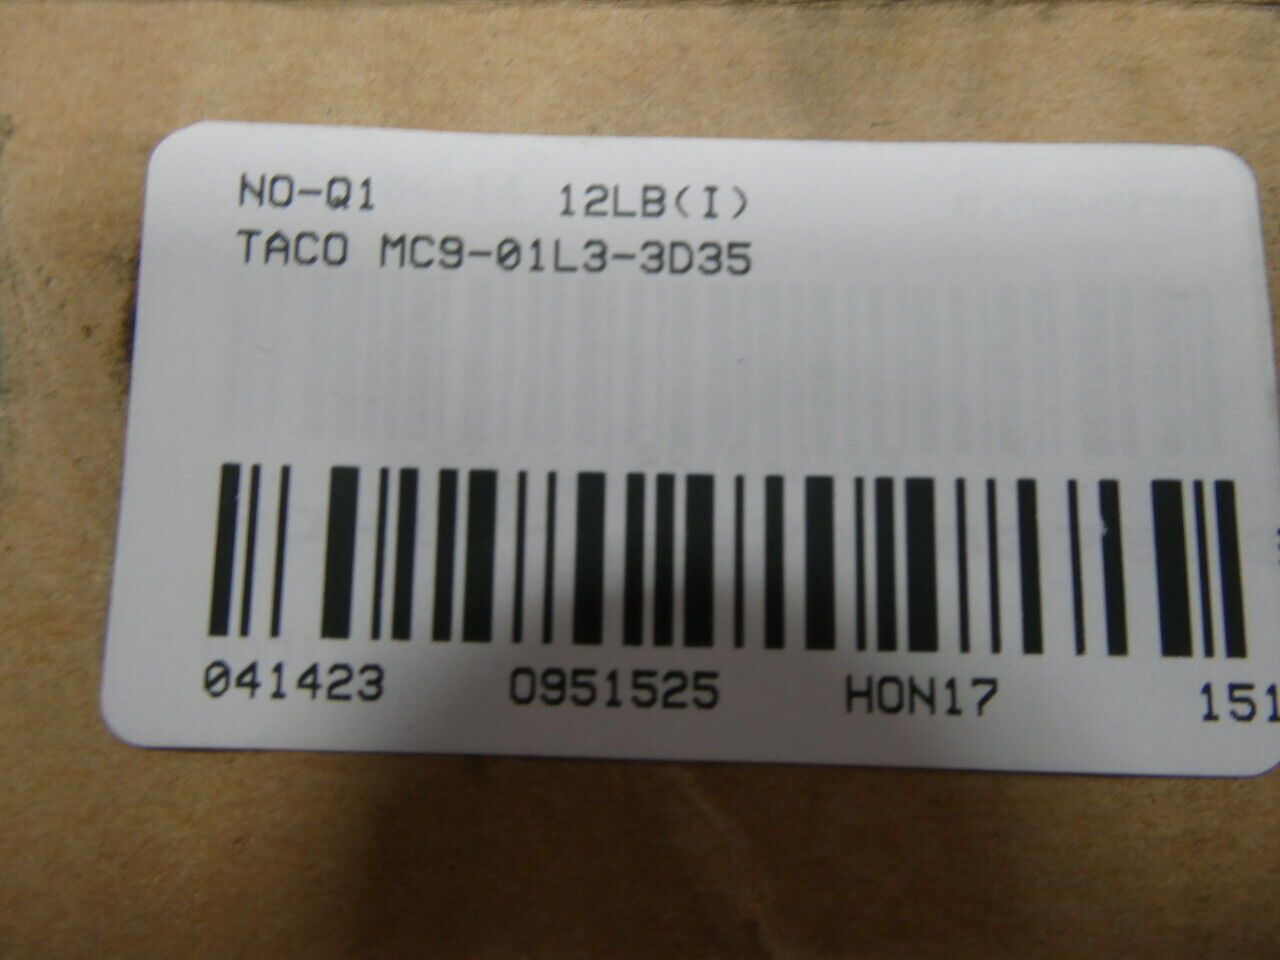 NO-Q1 12LB(I)
TACO MC9-01L3-3D35
041423 0951525 HON17 151